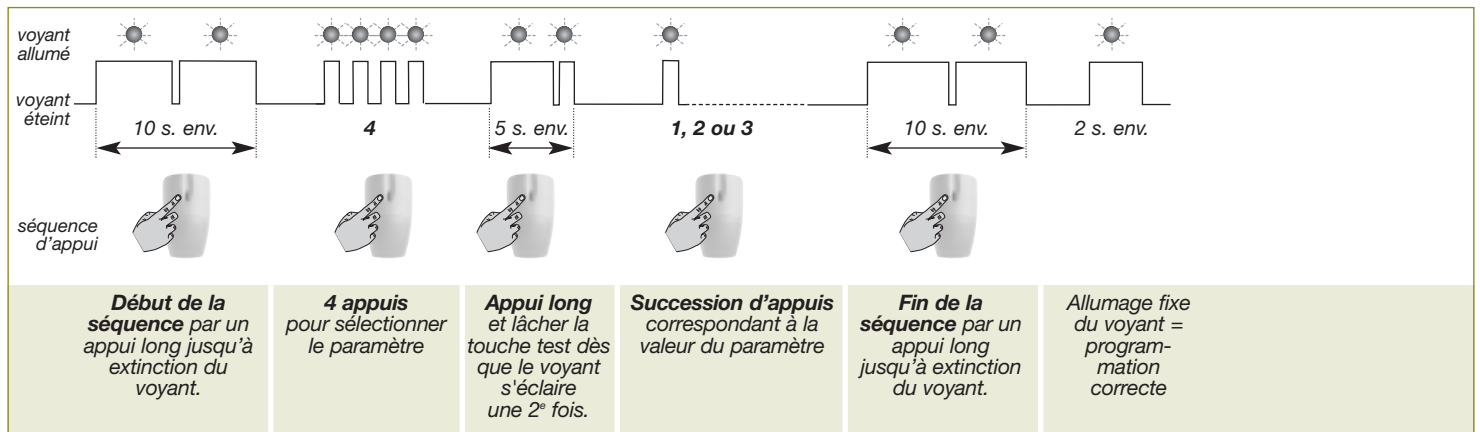 voyant
allumé
voyant
éteint
10 s. env.
4
5 s. env.
1, 2 ou 3
10 s. env.
2 s. env.
séquence
d'appui
Début de la
séquence par un
appui long jusqu'à
extinction du
voyant.
4 appuis
pour sélectionner
le paramètre
Appui long
et lâcher la
touche test dès
que le voyant
s'éclaire
une 2e fois.
Succession d'appuis
correspondant à la
valeur du paramètre
Fin de la
séquence par un
appui long
jusqu'à extinction
du voyant.
Allumage fixe
du voyant =
program-
mation
correcte